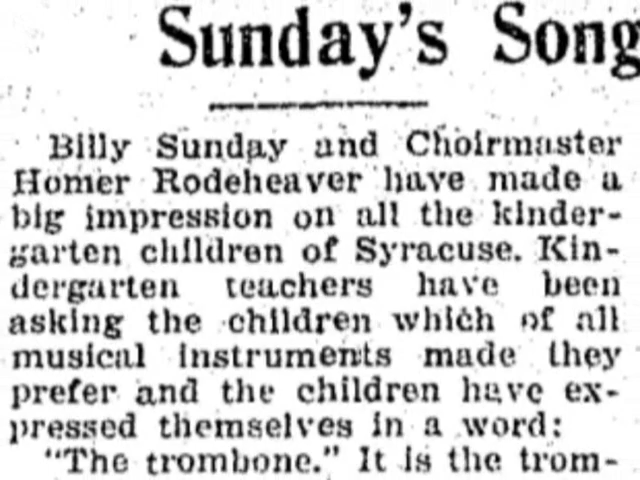 Sunday's Song
Billy Sunday and Choirmaster
Homer Rodeheaver have made a
big impression on all the kinder-
garten children of Syracuse. Kin-
dergarten teachers have been
asking the children which of all
musical instruments made they
prefer and the children have ex-
pressed themselves in a word:
"The trombone." It is the trom-